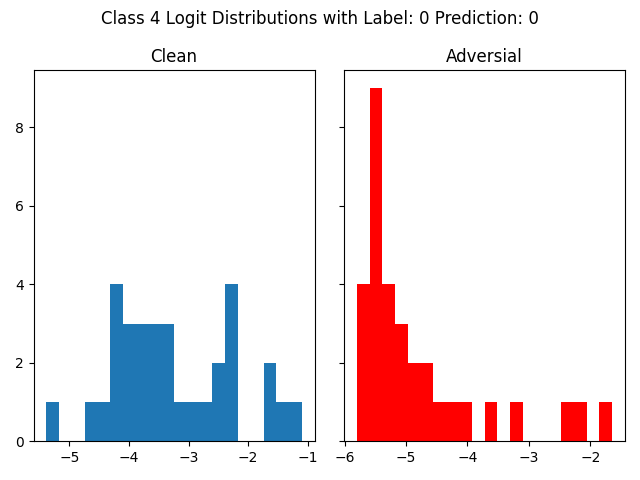 Class 4 Logit Distributions with Label: 0 Prediction: 0
Clean
Adversial
8
6
4
2
0
−5 −4 −3 −2 −1
−6 −5 −4 −3 −2